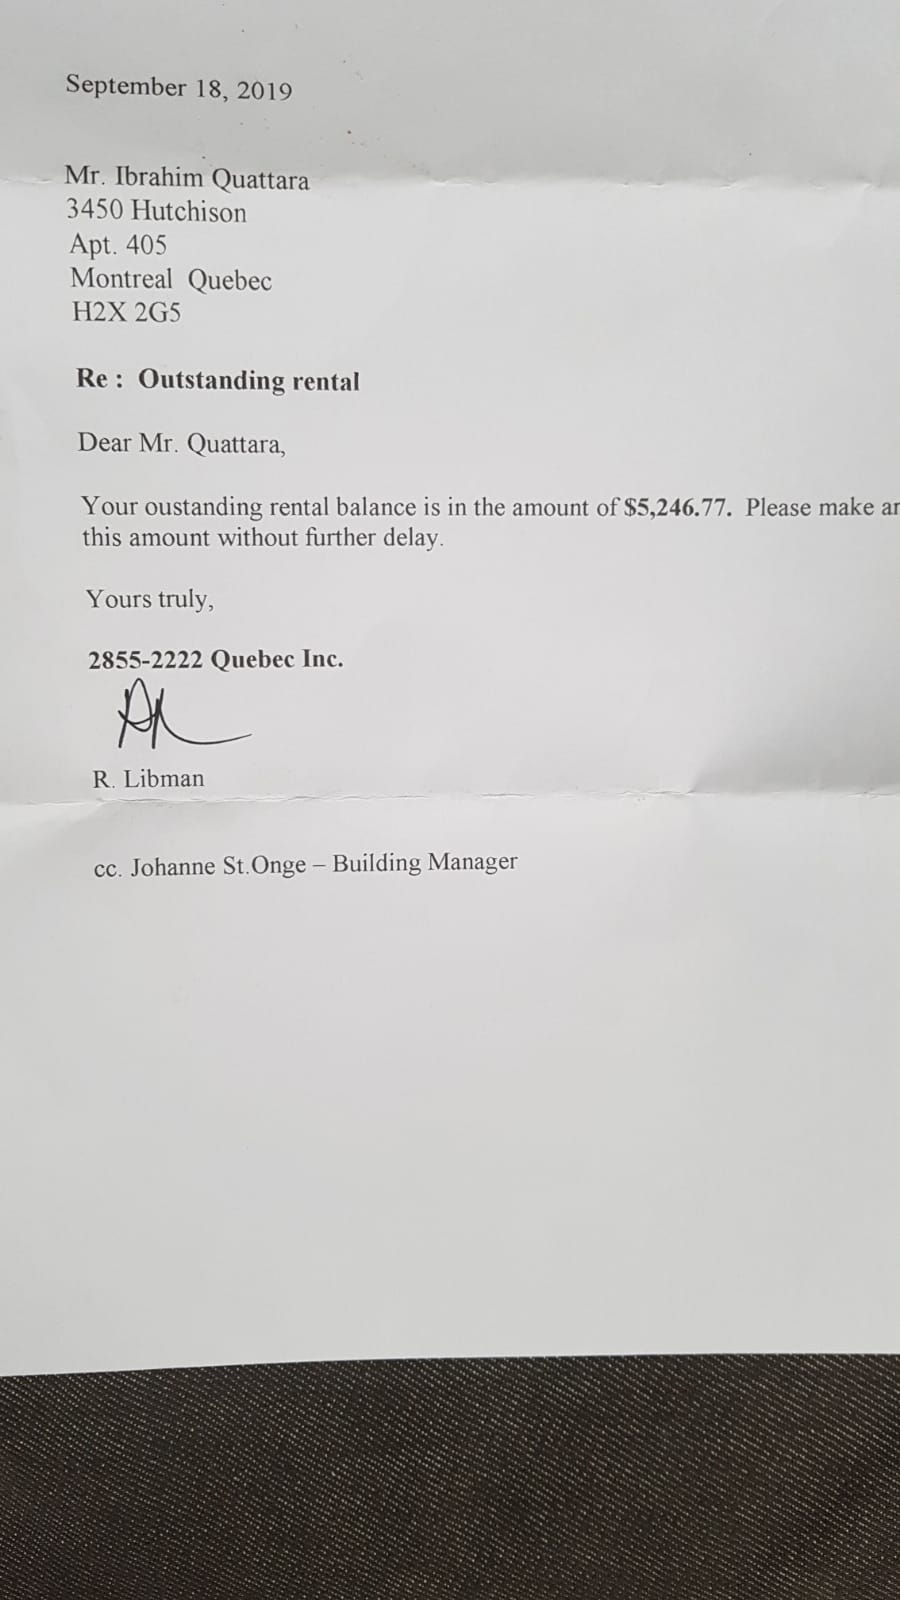 September 18, 2019
Mr. Ibrahim Quattara
3450 Hutchison
Apt. 405
Montreal Quebec
H2X 2G5
Re : Outstanding rental
Dear Mr. Quattara,
Your oustanding rental balance is in the amount of $5,246.77. Please make ar
this amount without further delay.
Yours truly,
2855-2222 Quebec Inc.
R. Libman
cc. Johanne St.Onge – Building Manager